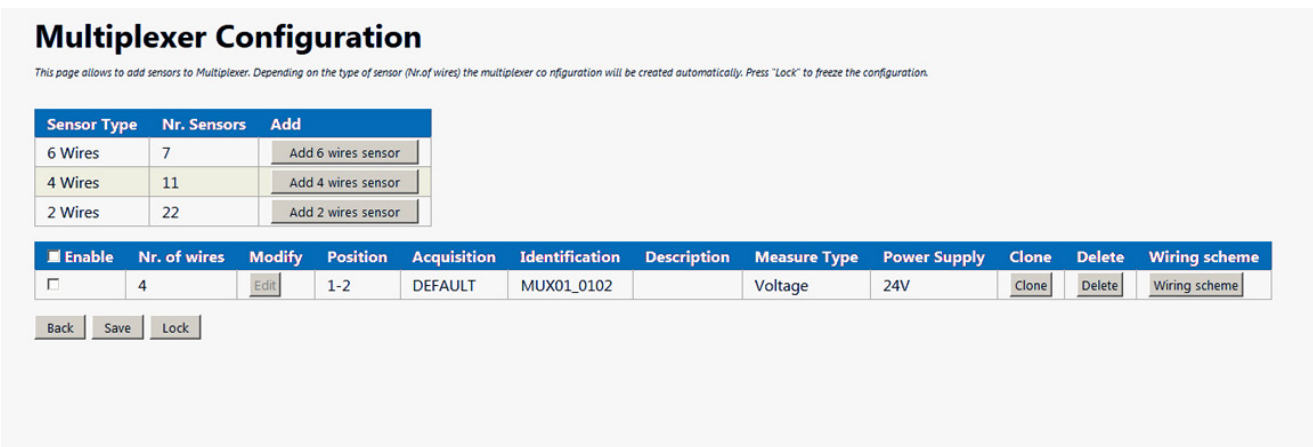 Multiplexer Configuration
This page allows to add sensors to Multiplexer. Depending on the type of sensor (Nr.of wires) the multiplexer co nfiguration will be created automatically. Press "Lock" to freeze the configuration.
Sensor Type Nr. Sensors Add
6 Wires 7 Add 6 wires sensor
4 Wires 11 Add 4 wires sensor
2 Wires 22 Add 2 wires sensor
Enable Nr. of wires Modify Position Acquisition Identification Description Measure Type Power Supply Clone Delete Wiring scheme
4 Edit 1-2 DEFAULT MUX01_0102 Voltage 24V Clone Delete Wiring scheme
Back Save Lock